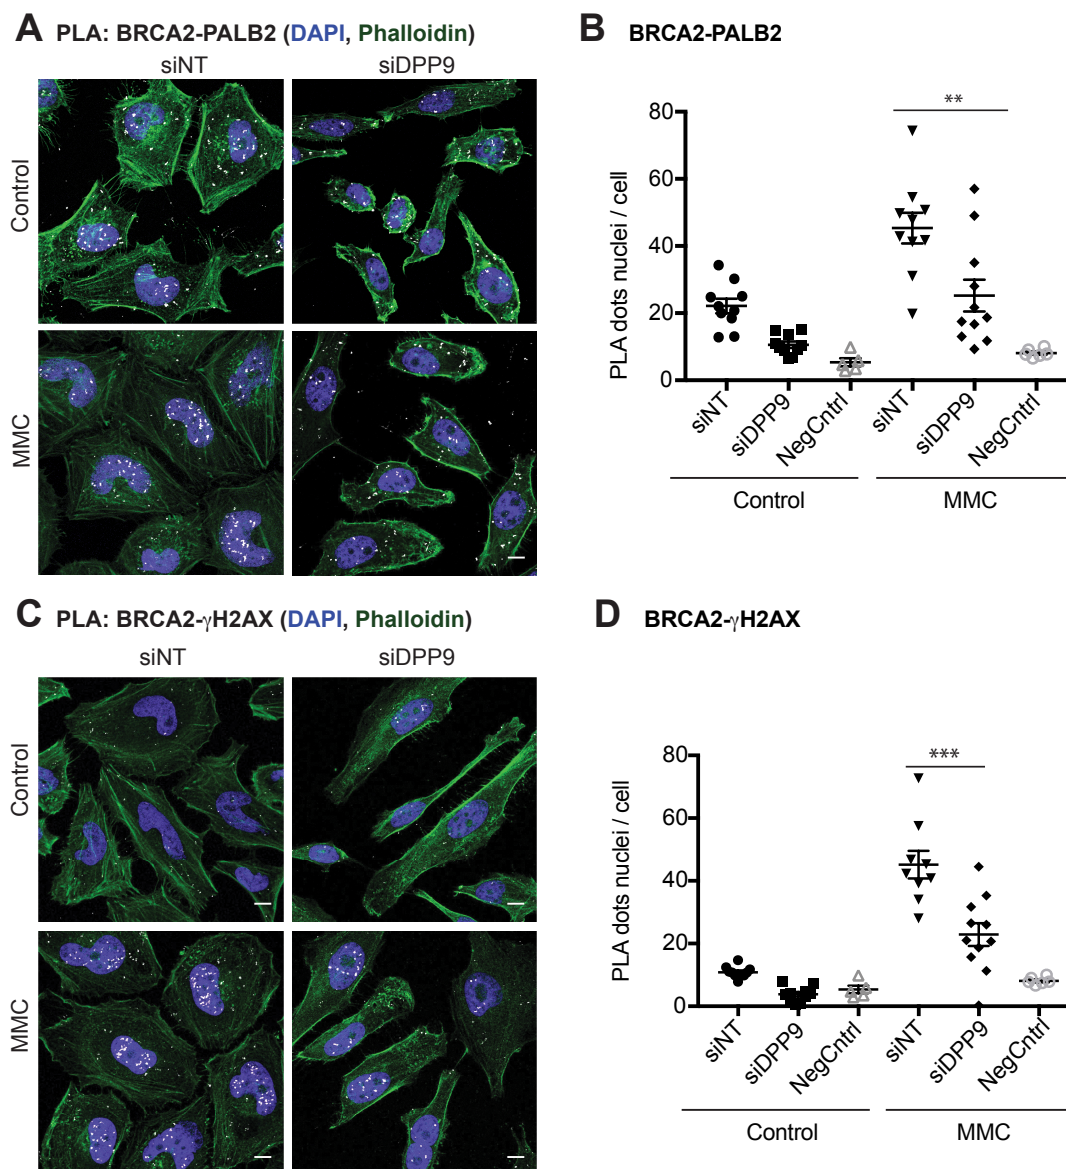 A PLA: BRCA2-PALB2 (DAPI, Phalloidin)
siNT siDPP9
Control
MMC
B BRCA2-PALB2
PLA dots nuclei / cell
80
60
40
20
0
**
siNT siDPP9 NegCntrl siNT siDPP9 NegCntrl
Control MMC
C PLA: BRCA2-γH2AX (DAPI, Phalloidin)
siNT siDPP9
Control
MMC
D BRCA2-γH2AX
PLA dots nuclei / cell
80
60
40
20
0
***
siNT siDPP9 NegCntrl siNT siDPP9 NegCntrl
Control MMC